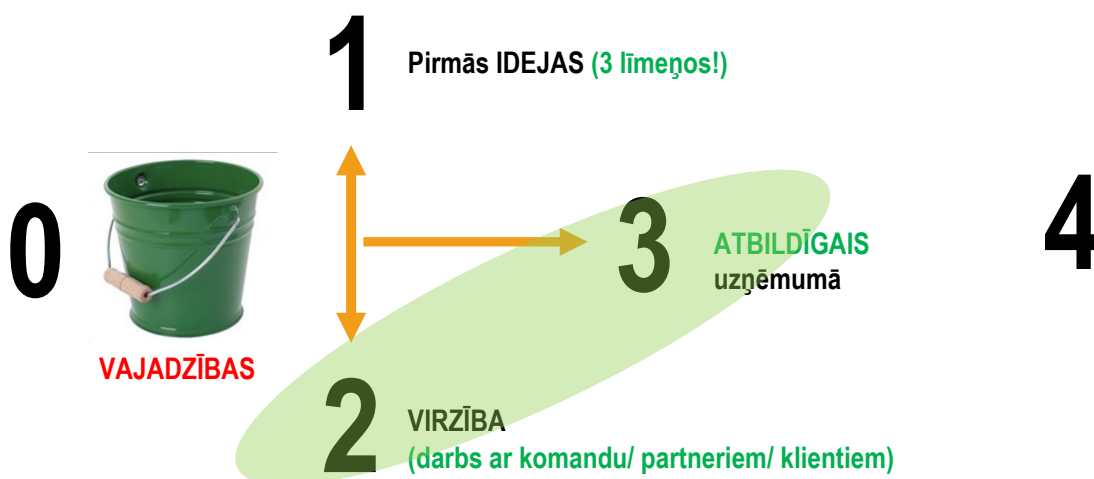 1
Pirmās IDEJAS (3 līmeņos!)
0
VAJADZĪBAS
3
ATBILDĪGAIS
uzņēmumā
4
2
VIRZĪBA
(darbs ar komandu/ partneriem/ klientiem)